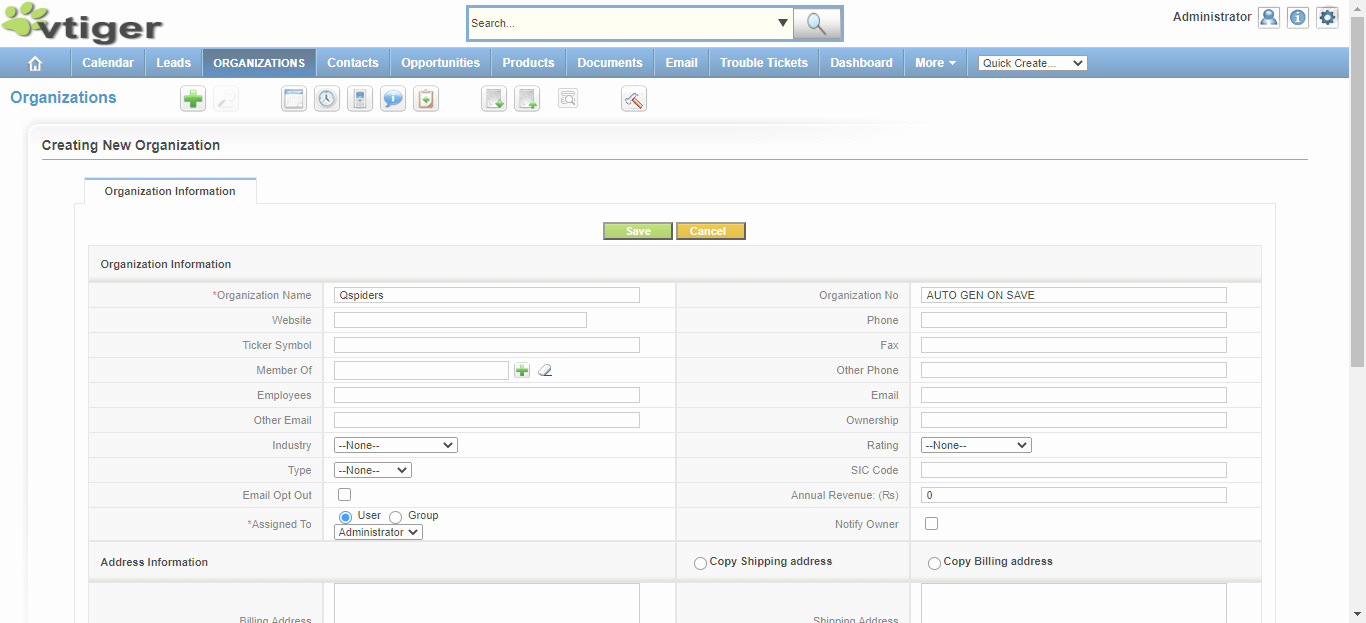 vtiger
Search...
Administrator
Calendar Leads ORGANIZATIONS Contacts Opportunities Products Documents Email Trouble Tickets Dashboard More Quick Create...
Organizations
Creating New Organization
Organization Information
Save Cancel
Organization Information
*Organization Name Qspiders Organization No AUTO GEN ON SAVE
Website Phone
Ticker Symbol Fax
Member Of Other Phone
Employees Email
Other Email Ownership
Industry --None-- Rating --None--
Type --None-- SIC Code
Email Opt Out Annual Revenue: (Rs) 0
*Assigned To User Group Notify Owner
Administrator
Address Information Copy Shipping address Copy Billing address
Billing Address Shipping Address